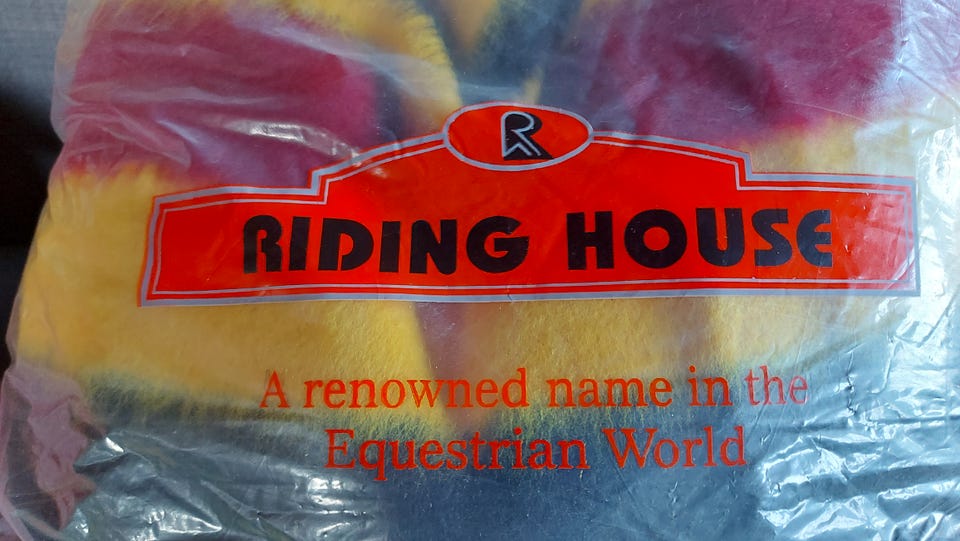 R
RIDING HOUSE
A renowned name in the
Equestrian World